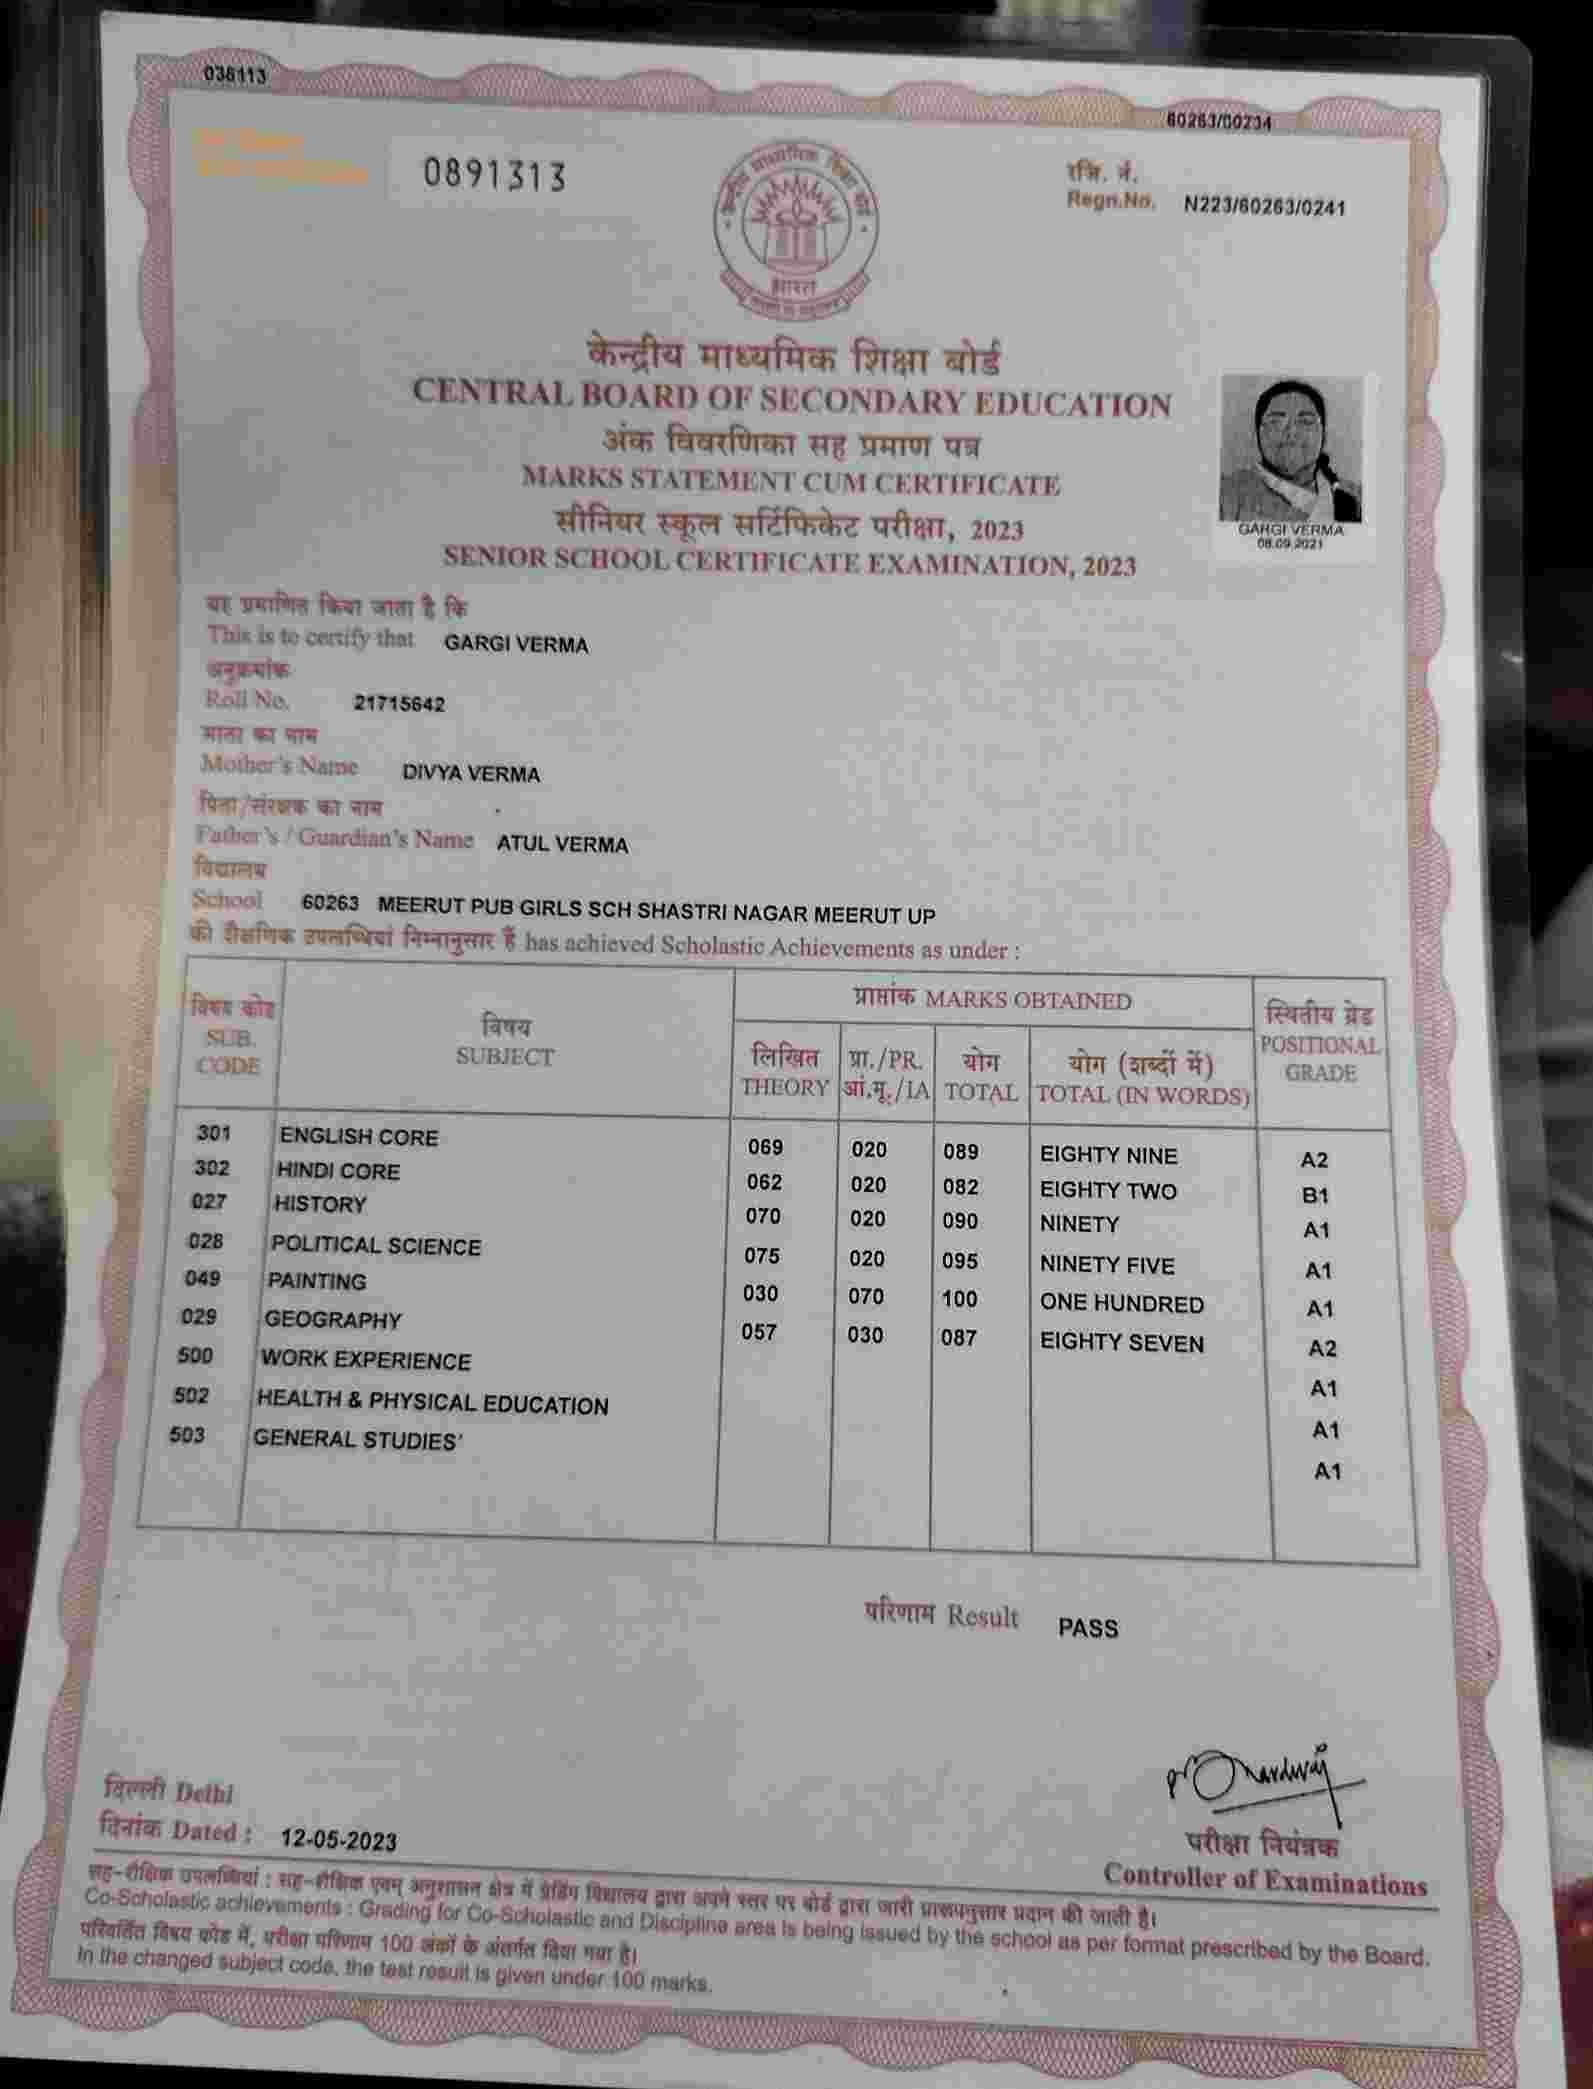 036113
60263/00234
0891313
रजि. नं.
Regn.No. N223/60263/0241
भारत
केन्द्रीय माध्यमिक शिक्षा बोर्ड
CENTRAL BOARD OF SECONDARY EDUCATION
अंक विवरणिका सह प्रमाण पत्र
MARKS STATEMENT CUM CERTIFICATE
सीनियर स्कूल सर्टिफिकेट परीक्षा, 2023
SENIOR SCHOOL CERTIFICATE EXAMINATION, 2023
GARGI VERMA
08.09.2021
यह प्रमाणित किया जाता है कि
This is to certify that GARGI VERMA
अनुक्रमांक
Roll No. 21715642
माता का नाम
Mother's Name DIVYA VERMA
पिता/संरक्षक का नाम
Father's / Guardian's Name ATUL VERMA
विद्यालय
School 60263 MEERUT PUB GIRLS SCH SHASTRI NAGAR MEERUT UP
की शैक्षणिक उपलब्धियां निम्नानुसार हैं has achieved Scholastic Achievements as under :
विषय कोड SUB. CODE विषय SUBJECT प्राप्तांक MARKS OBTAINED स्थितीय ग्रेड POSITIONAL GRADE
लिखित THEORY प्रा./PR. आं.मू./IA योग TOTAL योग (शब्दों में) TOTAL (IN WORDS)
301 ENGLISH CORE 069 020 089 EIGHTY NINE A2
302 HINDI CORE 062 020 082 EIGHTY TWO B1
027 HISTORY 070 020 090 NINETY A1
028 POLITICAL SCIENCE 075 020 095 NINETY FIVE A1
049 PAINTING 030 070 100 ONE HUNDRED A1
029 GEOGRAPHY 057 030 087 EIGHTY SEVEN A2
500 WORK EXPERIENCE A1
502 HEALTH & PHYSICAL EDUCATION A1
503 GENERAL STUDIES' A1
परिणाम Result PASS
दिल्ली Delhi
दिनांक Dated : 12-05-2023
परीक्षा नियंत्रक
Controller of Examinations
सह-शैक्षिक उपलब्धियां : सह-शैक्षिक एवम् अनुशासन क्षेत्र में ग्रेडिंग विद्यालय द्वारा अपने स्तर पर बोर्ड द्वारा जारी प्रारूपनुसार प्रदान की जाती है।
Co-Scholastic achievements : Grading for Co-Scholastic and Discipline area is being issued by the school as per format prescribed by the Board.
परिवर्तित विषय कोड में, परीक्षा परिणाम 100 अंकों के अंतर्गत दिया गया है।
In the changed subject code, the test result is given under 100 marks.